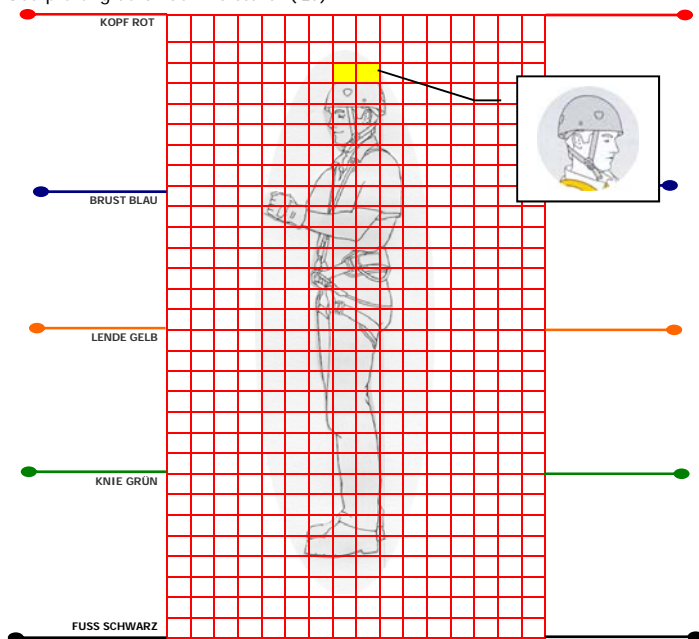 KOPF ROT
BRUST BLAU
LENDE GELB
KNIE GRÜN
FUSS SCHWARZ